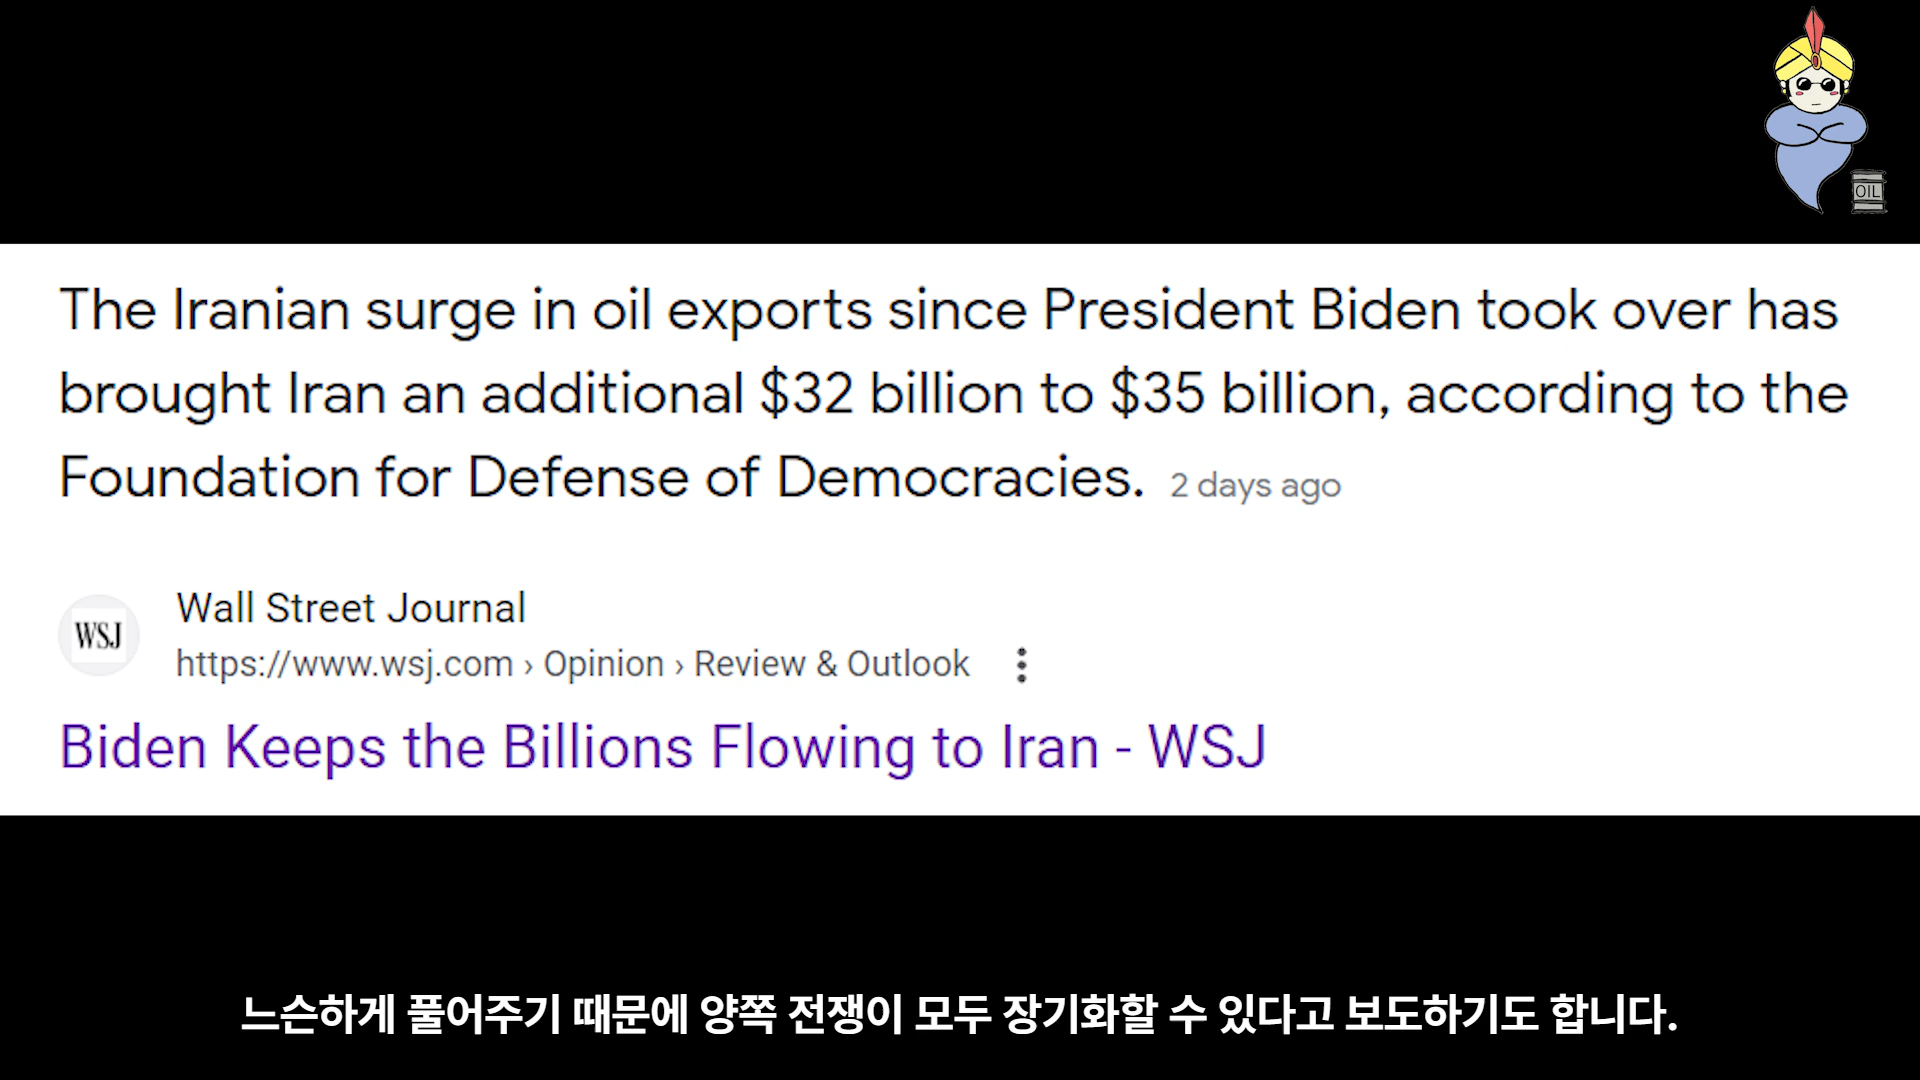 OIL
The Iranian surge in oil exports since President Biden took over has
brought Iran an additional $32 billion to $35 billion, according to the
Foundation for Defense of Democracies. 2 days ago
WSJ
Wall Street Journal
https://www.wsj.com › Opinion › Review & Outlook
Biden Keeps the Billions Flowing to Iran - WSJ
느슨하게 풀어주기 때문에 양쪽 전쟁이 모두 장기화할 수 있다고 보도하기도 합니다.